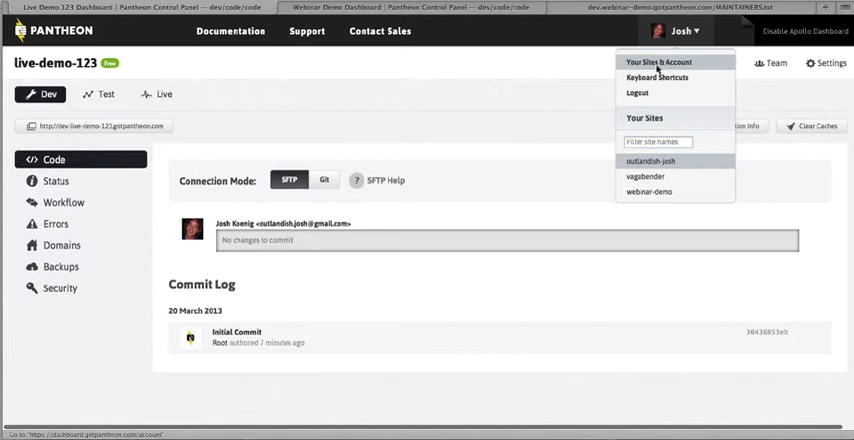 Live Demo 123 Dashboard | Pantheon Control Panel — dev/code/code
Webinar Demo Dashboard | Pantheon Control Panel — dev/code/code
dev.webinar-demo.gotpantheon.com/MAINTAINERS.txt
PANTHEON
Documentation
Support
Contact Sales
Josh
Disable Apollo Dashboard
live-demo-123
Free
Team
Settings
Your Sites & Account
Keyboard Shortcuts
Logout
Your Sites
Filter site names
outlandish-josh
vagabender
webinar-demo
Dev
Test
Live
http://dev-live-demo-123.gotpantheon.com
tion Info
Clear Caches
Code
Status
Workflow
Errors
Domains
Backups
Security
Connection Mode:
SFTP
Git
? SFTP Help
Josh Koenig <outlandish.josh@gmail.com>
No changes to commit
Commit Log
20 March 2013
Initial Commit
30436853eb
Root authored 7 minutes ago
Go to "https://dashboard.getpantheon.com/account"